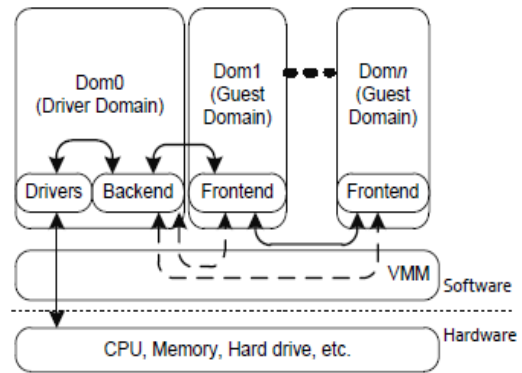 Dom0
(Driver Domain)
Dom1
(Guest
Domain)
Domn
(Guest
Domain)
Drivers
Backend
Frontend
Frontend
VMM
Software
Hardware
CPU, Memory, Hard drive, etc.